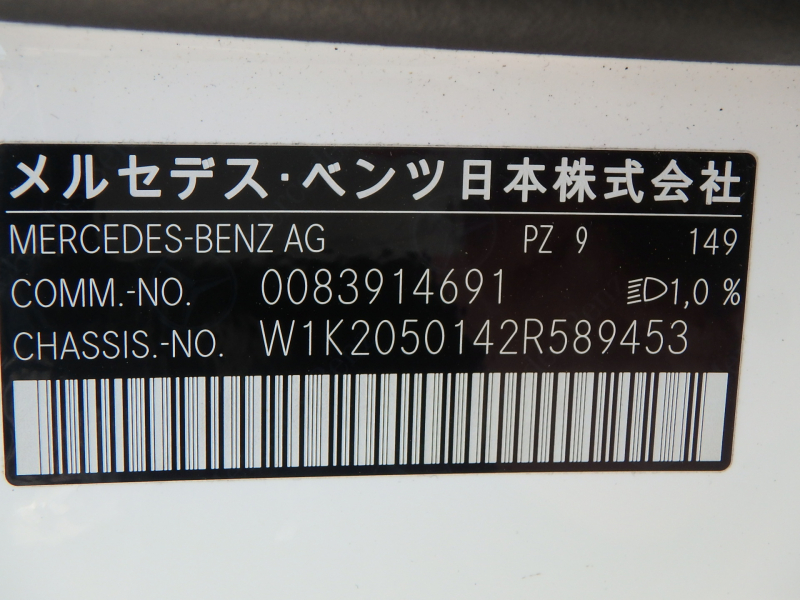 メルセデス・ベンツ日本株式会社
MERCEDES-BENZ AG PZ 9 149
COMM.-NO. 0083914691 1,0 %
CHASSIS.-NO. W1K2050142R589453